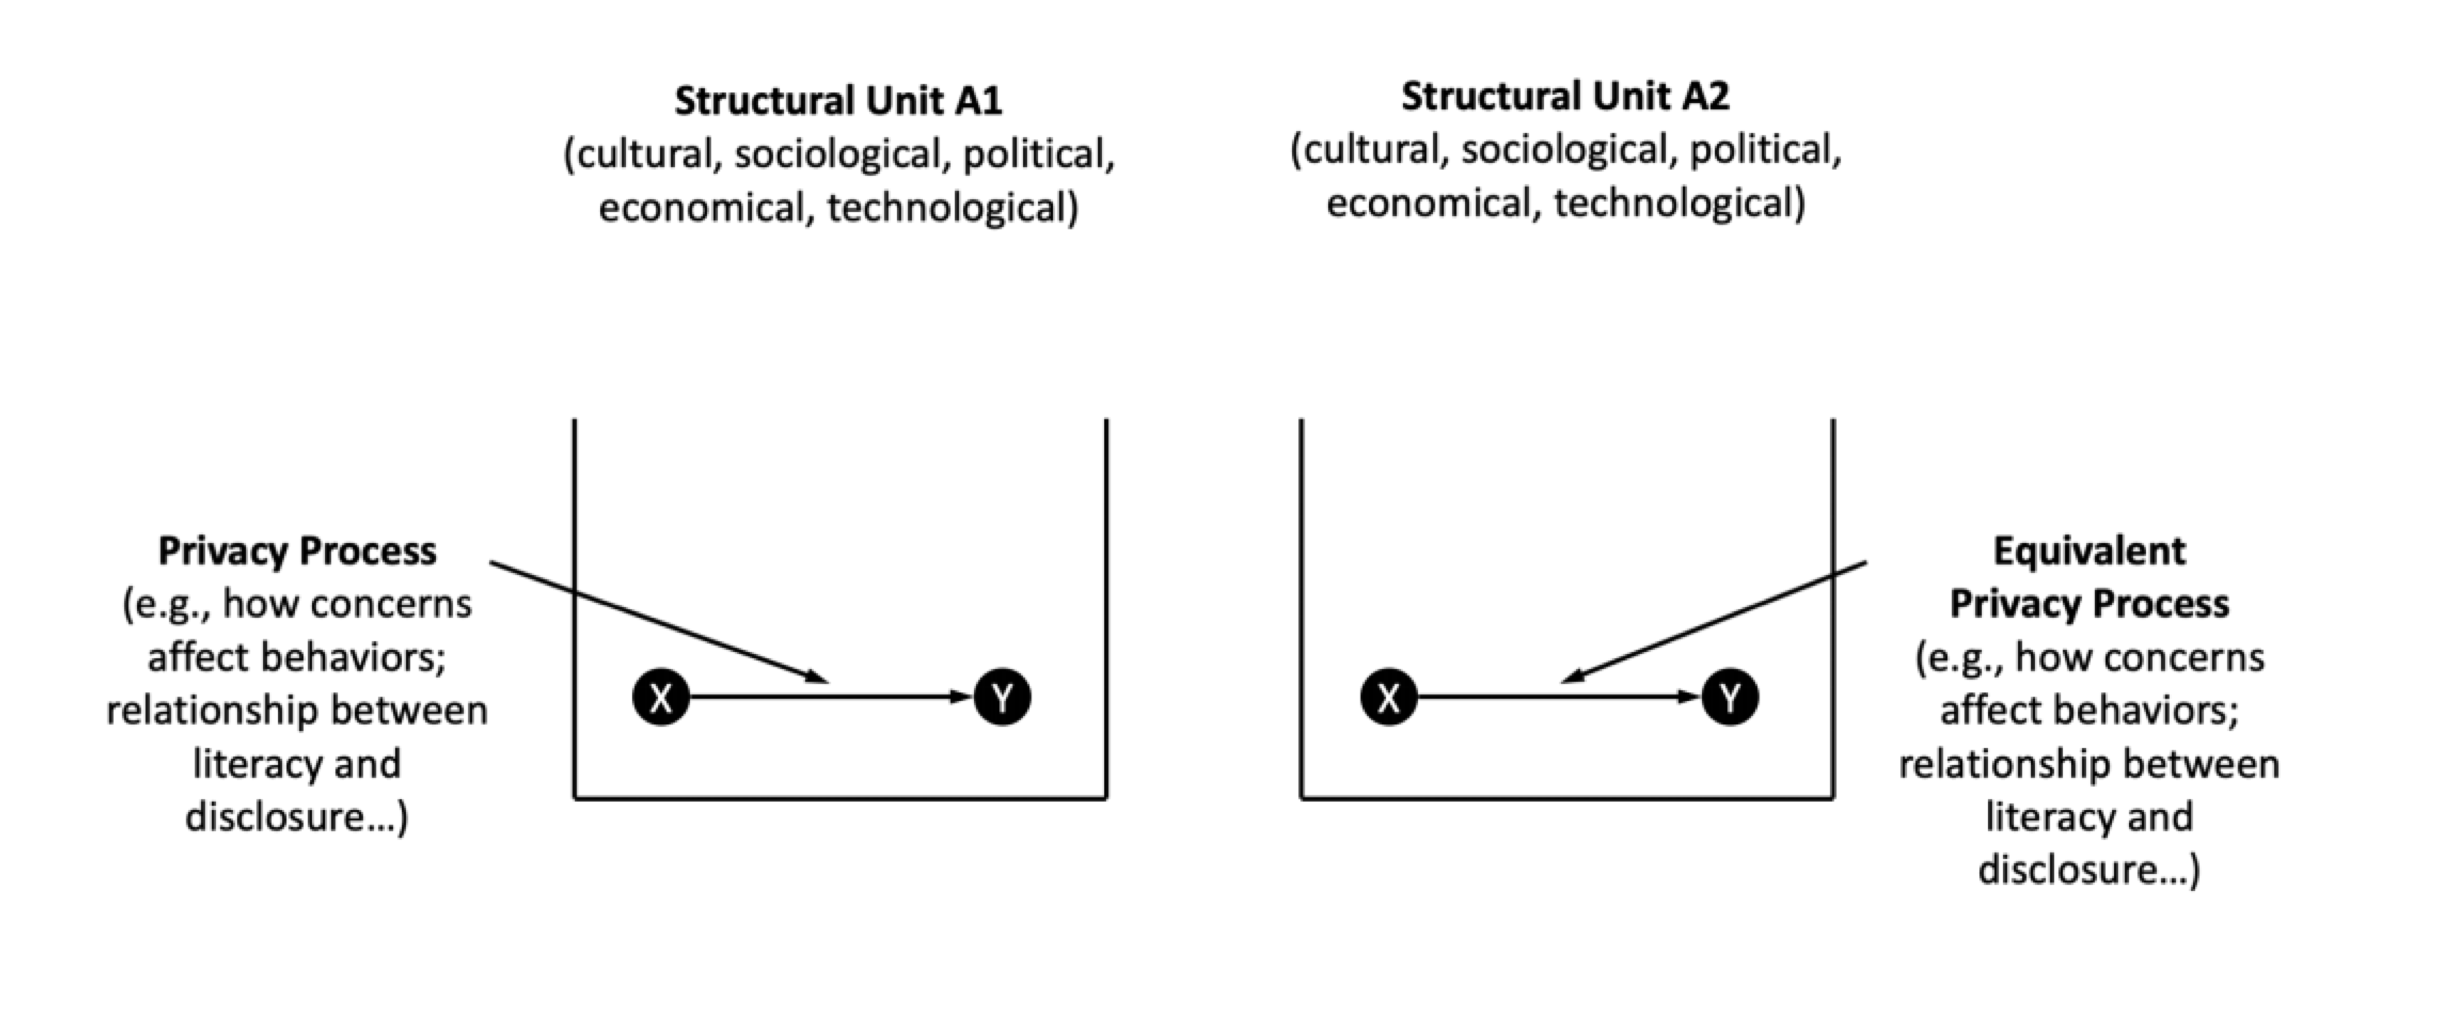 Structural Unit A1
(cultural, sociological, political,
economical, technological)
Structural Unit A2
(cultural, sociological, political,
economical, technological)
Privacy Process
(e.g., how concerns
affect behaviors;
relationship between
literacy and
disclosure...)
X
Y
X
Y
Equivalent
Privacy Process
(e.g., how concerns
affect behaviors;
relationship between
literacy and
disclosure...)